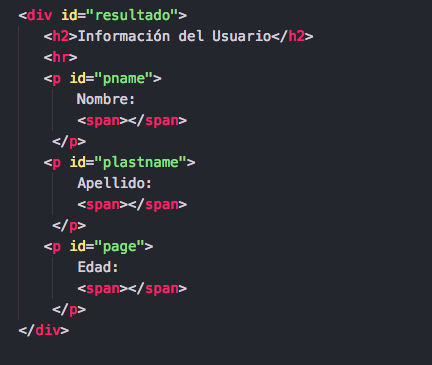 <div id="resultado">
<h2>Información del Usuario</h2>
<hr>
<p id="pname">
Nombre:
<span></span>
</p>
<p id="plastname">
Apellido:
<span></span>
</p>
<p id="page">
Edad:
<span></span>
</p>
</div>